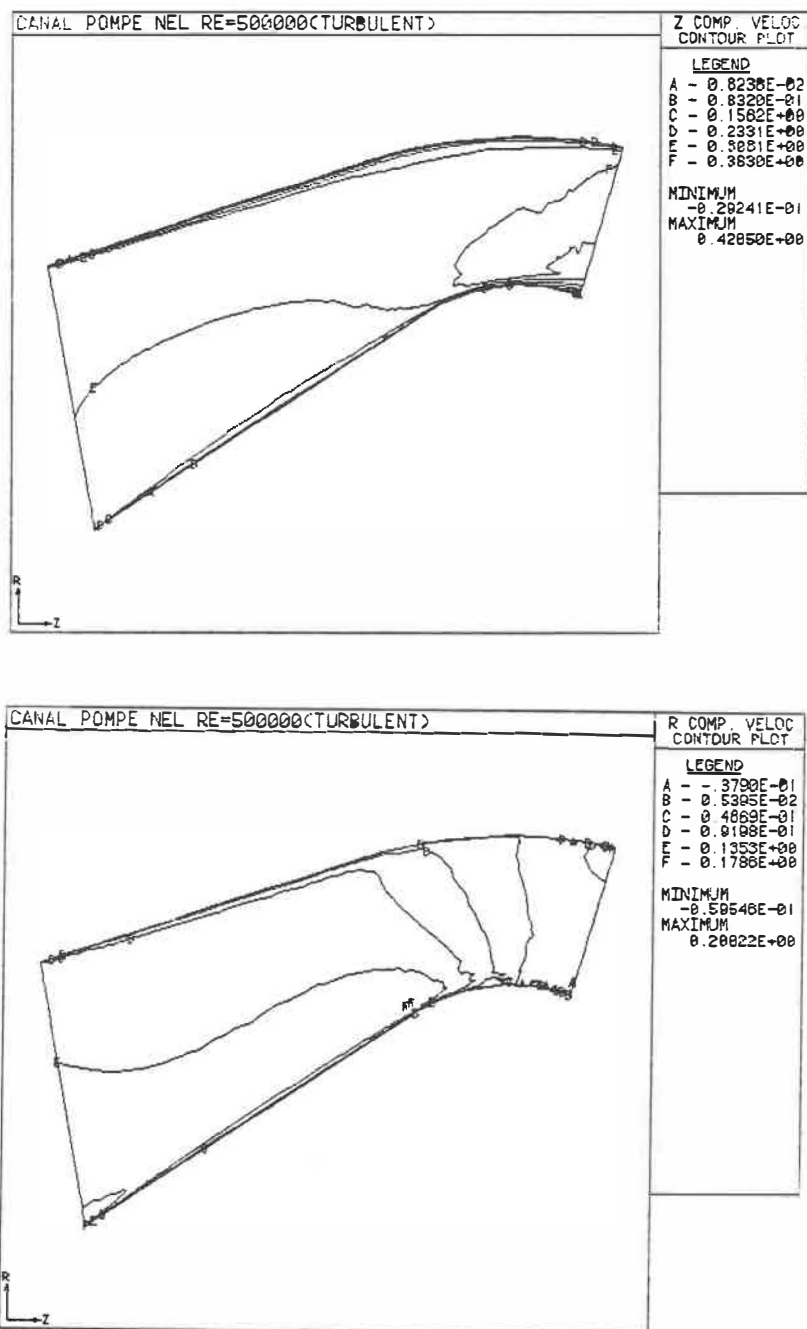 CANAL POMPE NEL RE=500000(TURBULENT)
Z COMP. VELOC
CONTOUR PLOT
LEGEND
A - 0.8238E-02
B - 0.8320E-01
C - 0.1582E+00
D - 0.2331E+00
E - 0.3081E+00
F - 0.3830E+00
MINIMUM
-0.29241E-01
MAXIMUM
0.42050E+00
R
Z
CANAL POMPE NEL RE=500000(TURBULENT)
R COMP. VELOC
CONTOUR PLOT
LEGEND
A - -.3790E-01
B - 0.5395E-02
C - 0.4869E-01
D - 0.9198E-01
E - 0.1353E+00
F - 0.1786E+00
MINIMUM
-0.59546E-01
MAXIMUM
0.20022E+00
R
Z